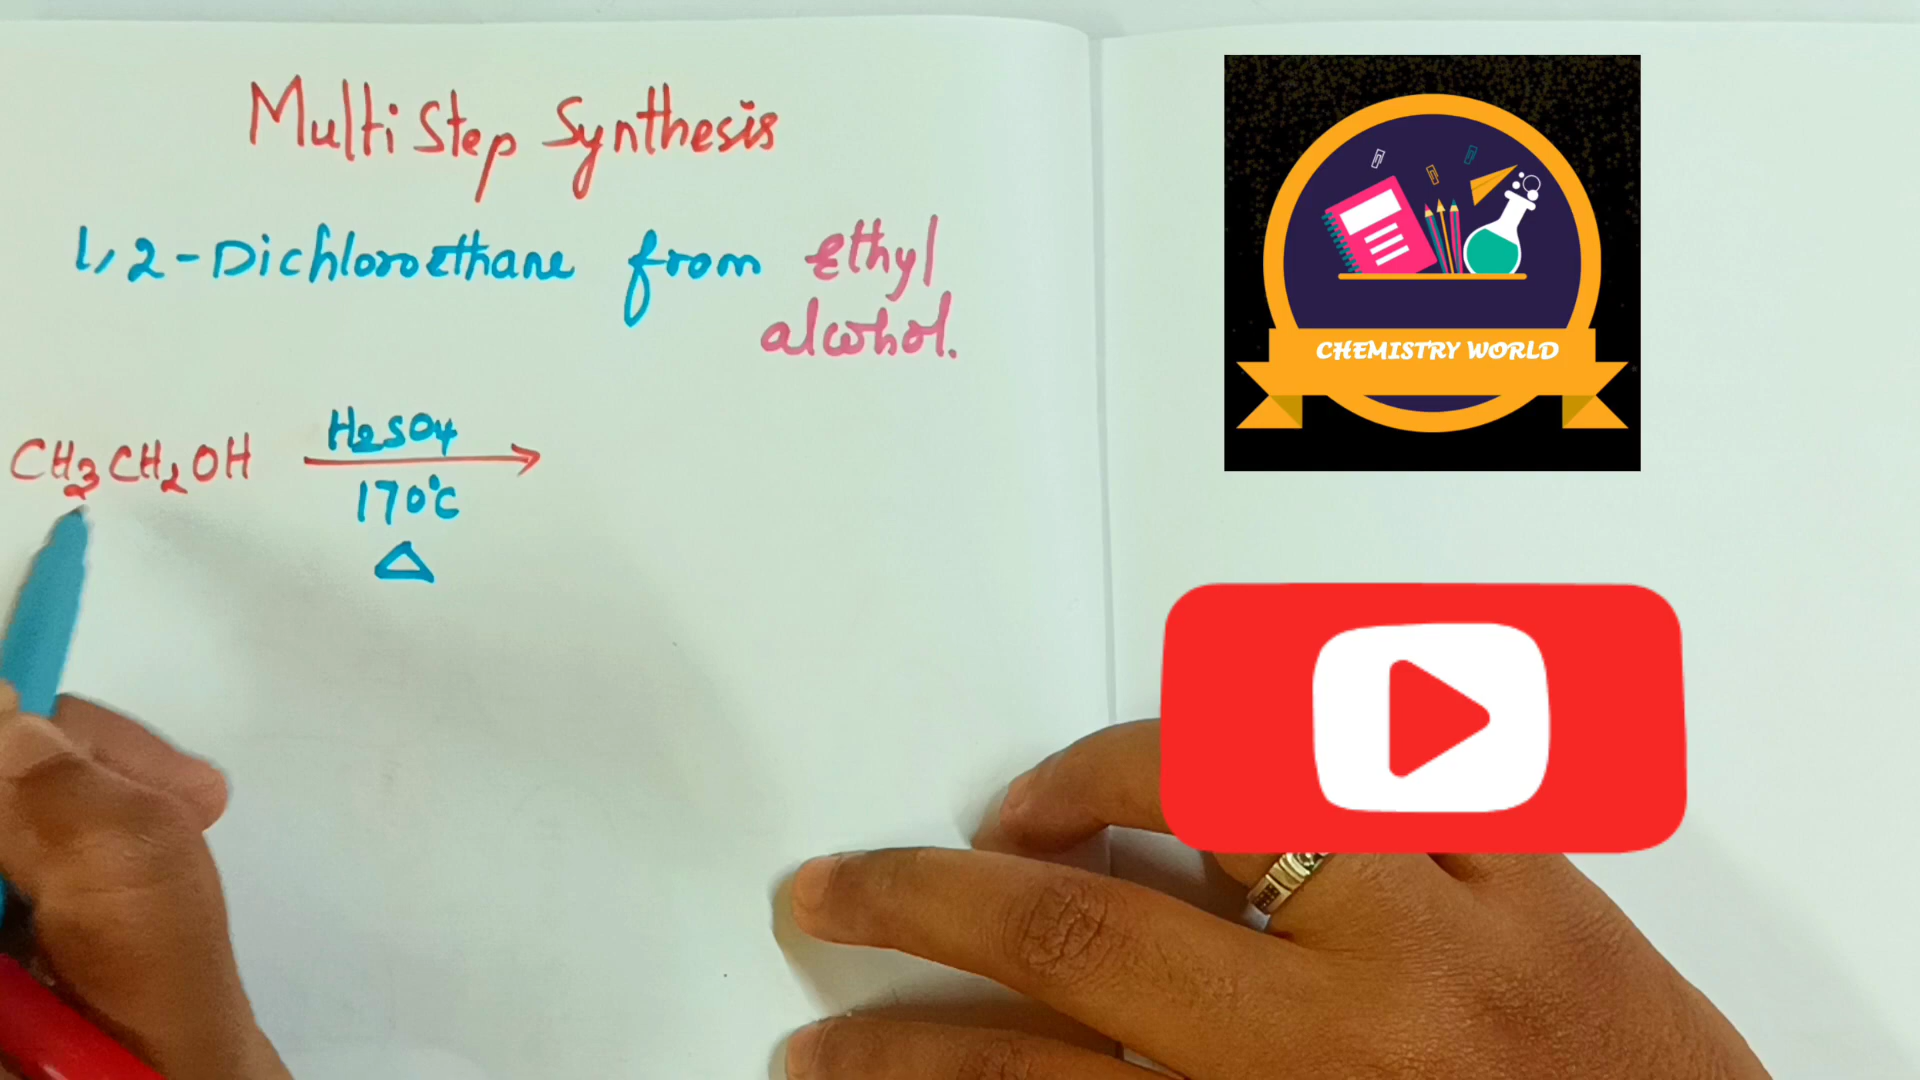 Multi Step Synthesis
1,2-Dichloroethane from ethyl
alcohol.
CH3CH2OH H2SO4
170°C
Δ
CHEMISTRY WORLD